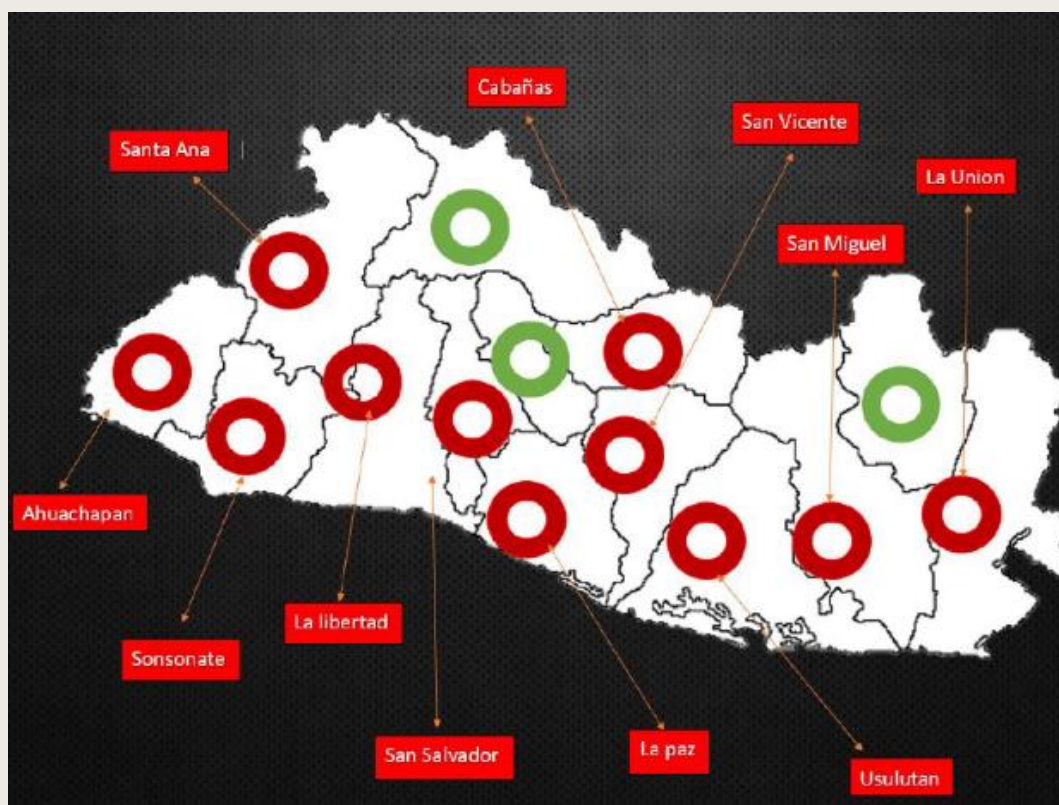 Cabañas
San Vicente
Santa Ana
La Union
San Miguel
Ahuachapan
La libertad
Sonsonate
San Salvador
La paz
Usulutan